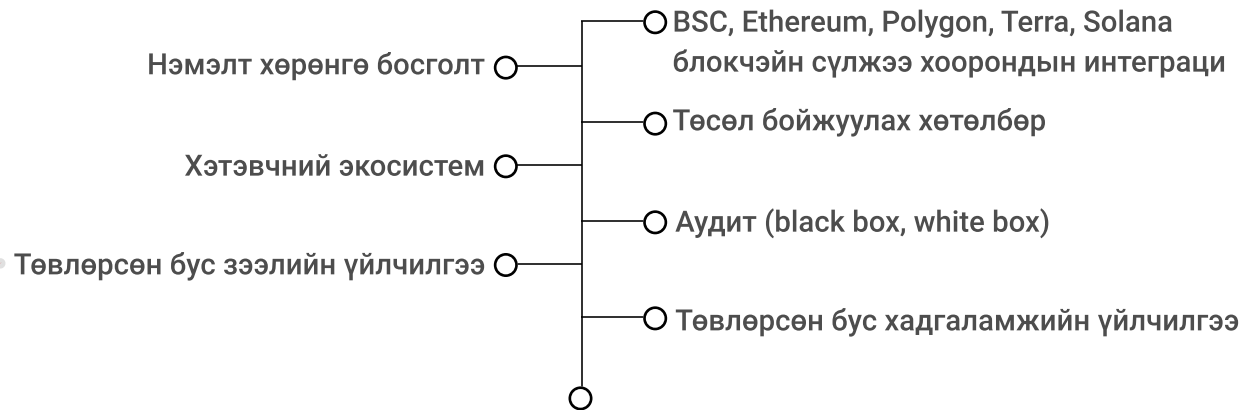 BSC, Ethereum, Polygon, Terra, Solana
блокчэйн сүлжээ хоорондын интеграци
Нэмэлт хөрөнгө босголт
Төсөл бойжуулах хөтөлбөр
Хэтэвчний экосистем
Аудит (black box, white box)
Төвлөрсөн бус зээлийн үйлчилгээ
Төвлөрсөн бус хадгаламжийн үйлчилгээ